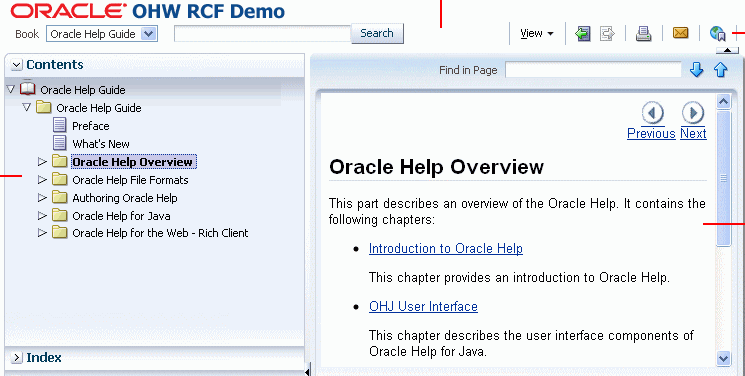 ORACLE® OHW RCF Demo
Book Oracle Help Guide Search View
Contents
Oracle Help Guide
Oracle Help Guide
Preface
What's New
Oracle Help Overview
Oracle Help File Formats
Authoring Oracle Help
Oracle Help for Java
Oracle Help for the Web - Rich Client
Index
Find in Page
Previous Next
Oracle Help Overview
This part describes an overview of the Oracle Help. It contains the
following chapters:
• Introduction to Oracle Help
This chapter provides an introduction to Oracle Help.
• OHJ User Interface
This chapter describes the user interface components of
Oracle Help for Java.